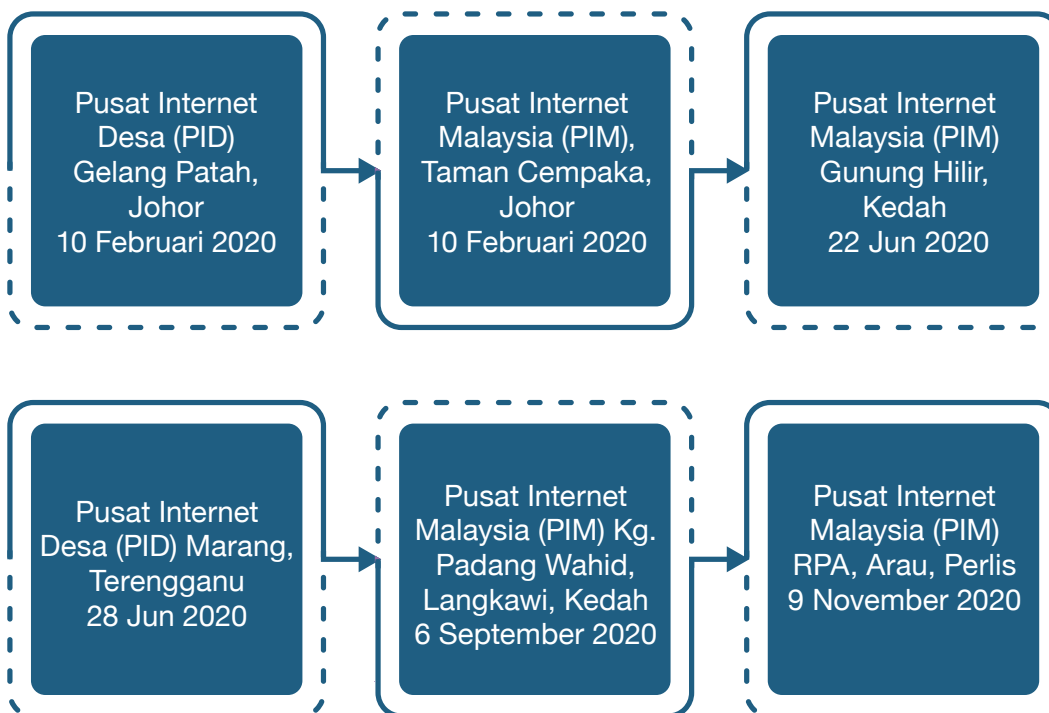 Pusat Internet
Desa (PID)
Gelang Patah,
Johor
10 Februari 2020
Pusat Internet
Malaysia (PIM),
Taman Cempaka,
Johor
10 Februari 2020
Pusat Internet
Malaysia (PIM)
Gunung Hilir,
Kedah
22 Jun 2020
Pusat Internet
Desa (PID) Marang,
Terengganu
28 Jun 2020
Pusat Internet
Malaysia (PIM) Kg.
Padang Wahid,
Langkawi, Kedah
6 September 2020
Pusat Internet
Malaysia (PIM)
RPA, Arau, Perlis
9 November 2020